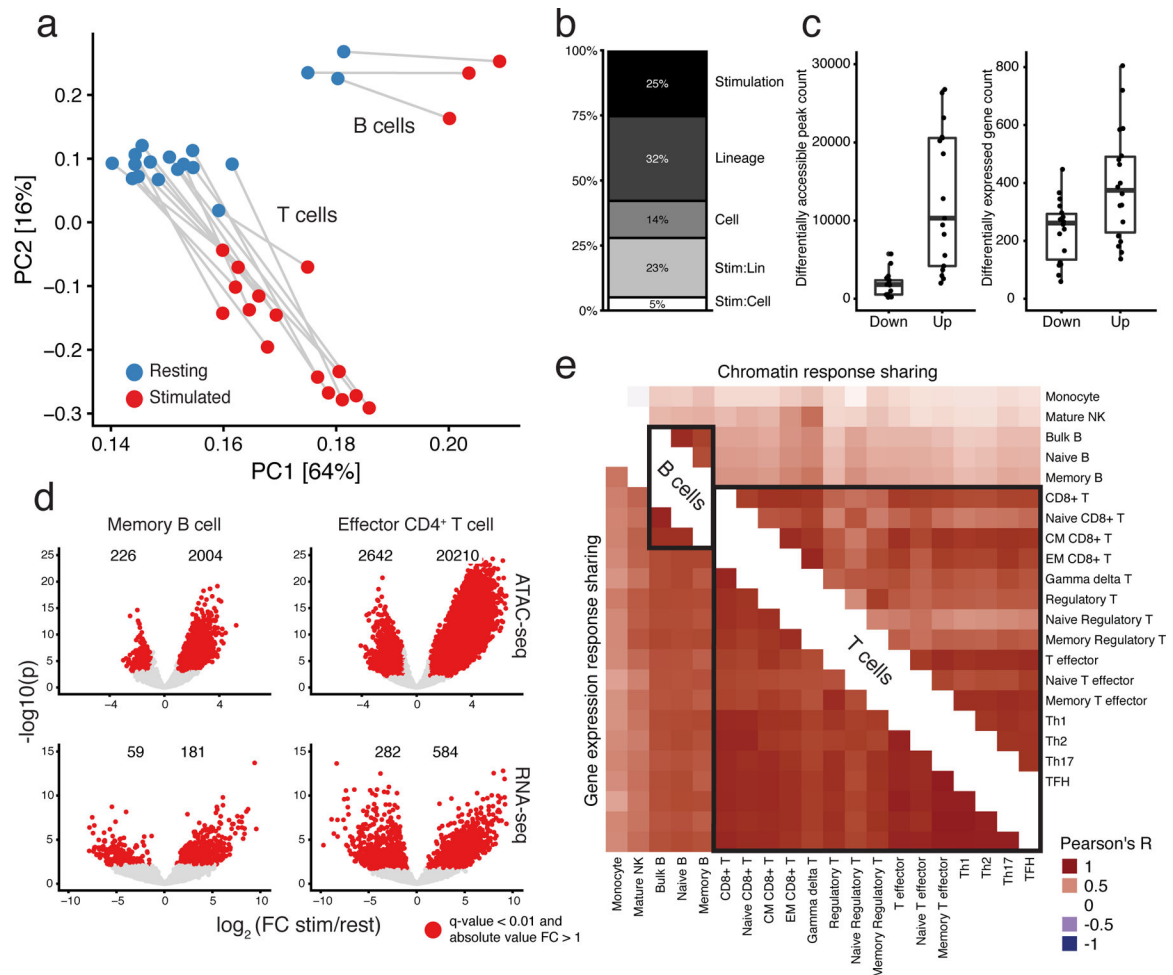 a
0.2
0.1
0.0
−0.1
−0.2
−0.3
PC2 [16%]
B cells
T cells
Resting
Stimulated
0.14
0.16
0.18
0.20
PC1 [64%]
b
100%
75%
50%
25%
0%
25%
32%
14%
23%
5%
Stimulation
Lineage
Cell
Stim:Lin
Stim:Cell
c
Differentially accessible peak count
30000
20000
10000
0
Down
Up
Differentially expressed gene count
800
600
400
200
0
Down
Up
d
Memory B cell
Effector CD4+ T cell
226
2004
2642
20210
25
20
15
10
5
0
−4
0
4
−4
0
4
ATAC-seq
-log10(p)
59
181
282
584
15
10
5
0
15
10
5
0
−10
−5
0
5
10
−10
−5
0
5
10
RNA-seq
log2 (FC stim/rest)
q-value < 0.01 and
absolute value FC > 1
e
Chromatin response sharing
Gene expression response sharing
B cells
T cells
Monocyte
Mature NK
Bulk B
Naive B
Memory B
CD8+ T
Naive CD8+ T
CM CD8+ T
EM CD8+ T
Gamma delta T
Regulatory T
Naive Regulatory T
Memory Regulatory T
T effector
Naive T effector
Memory T effector
Th1
Th2
Th17
TFH
Monocyte
Mature NK
Bulk B
Naive B
Memory B
CD8+ T
Naive CD8+ T
CM CD8+ T
EM CD8+ T
Gamma delta T
Regulatory T
Naive Regulatory T
Memory Regulatory T
T effector
Naive T effector
Memory T effector
Th1
Th2
Th17
TFH
Pearson's R
1
0.5
0
-0.5
-1